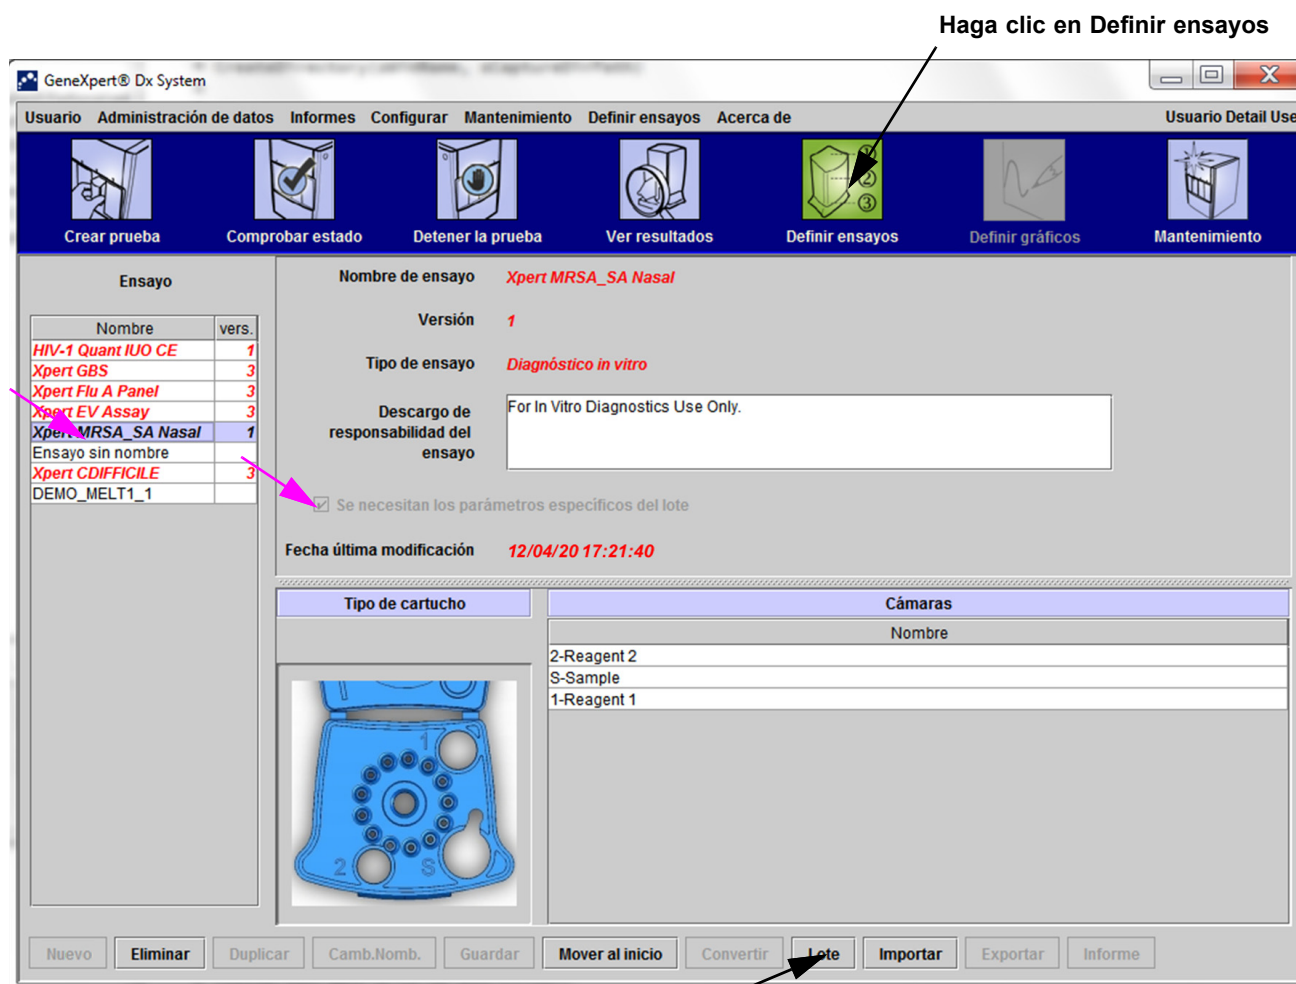 Haga clic en Definir ensayos
GeneXpert® Dx System
Usuario Administración de datos Informes Configurar Mantenimiento Definir ensayos Acerca de Usuario Detail Use
Crear prueba Comprobar estado Detener la prueba Ver resultados Definir ensayos Definir gráficos Mantenimiento
Ensayo
Nombre vers.
HIV-1 Quant IUO CE 1
Xpert GBS 3
Xpert Flu A Panel 3
Xpert EV Assay 3
Xpert MRSA_SA Nasal 1
Ensayo sin nombre
Xpert CDIFFICILE 3
DEMO_MELT1_1
Nombre de ensayo Xpert MRSA_SA Nasal
Versión 1
Tipo de ensayo Diagnóstico in vitro
Descargo de
responsabilidad del
ensayo
For In Vitro Diagnostics Use Only.
Se necesitan los parámetros específicos del lote
Fecha última modificación 12/04/20 17:21:40
Tipo de cartucho
Cámaras
Nombre
2-Reagent 2
S-Sample
1-Reagent 1
1
2 S
Nuevo Eliminar Duplicar Camb.Nomb. Guardar Mover al inicio Convertir Lote Importar Exportar Informe